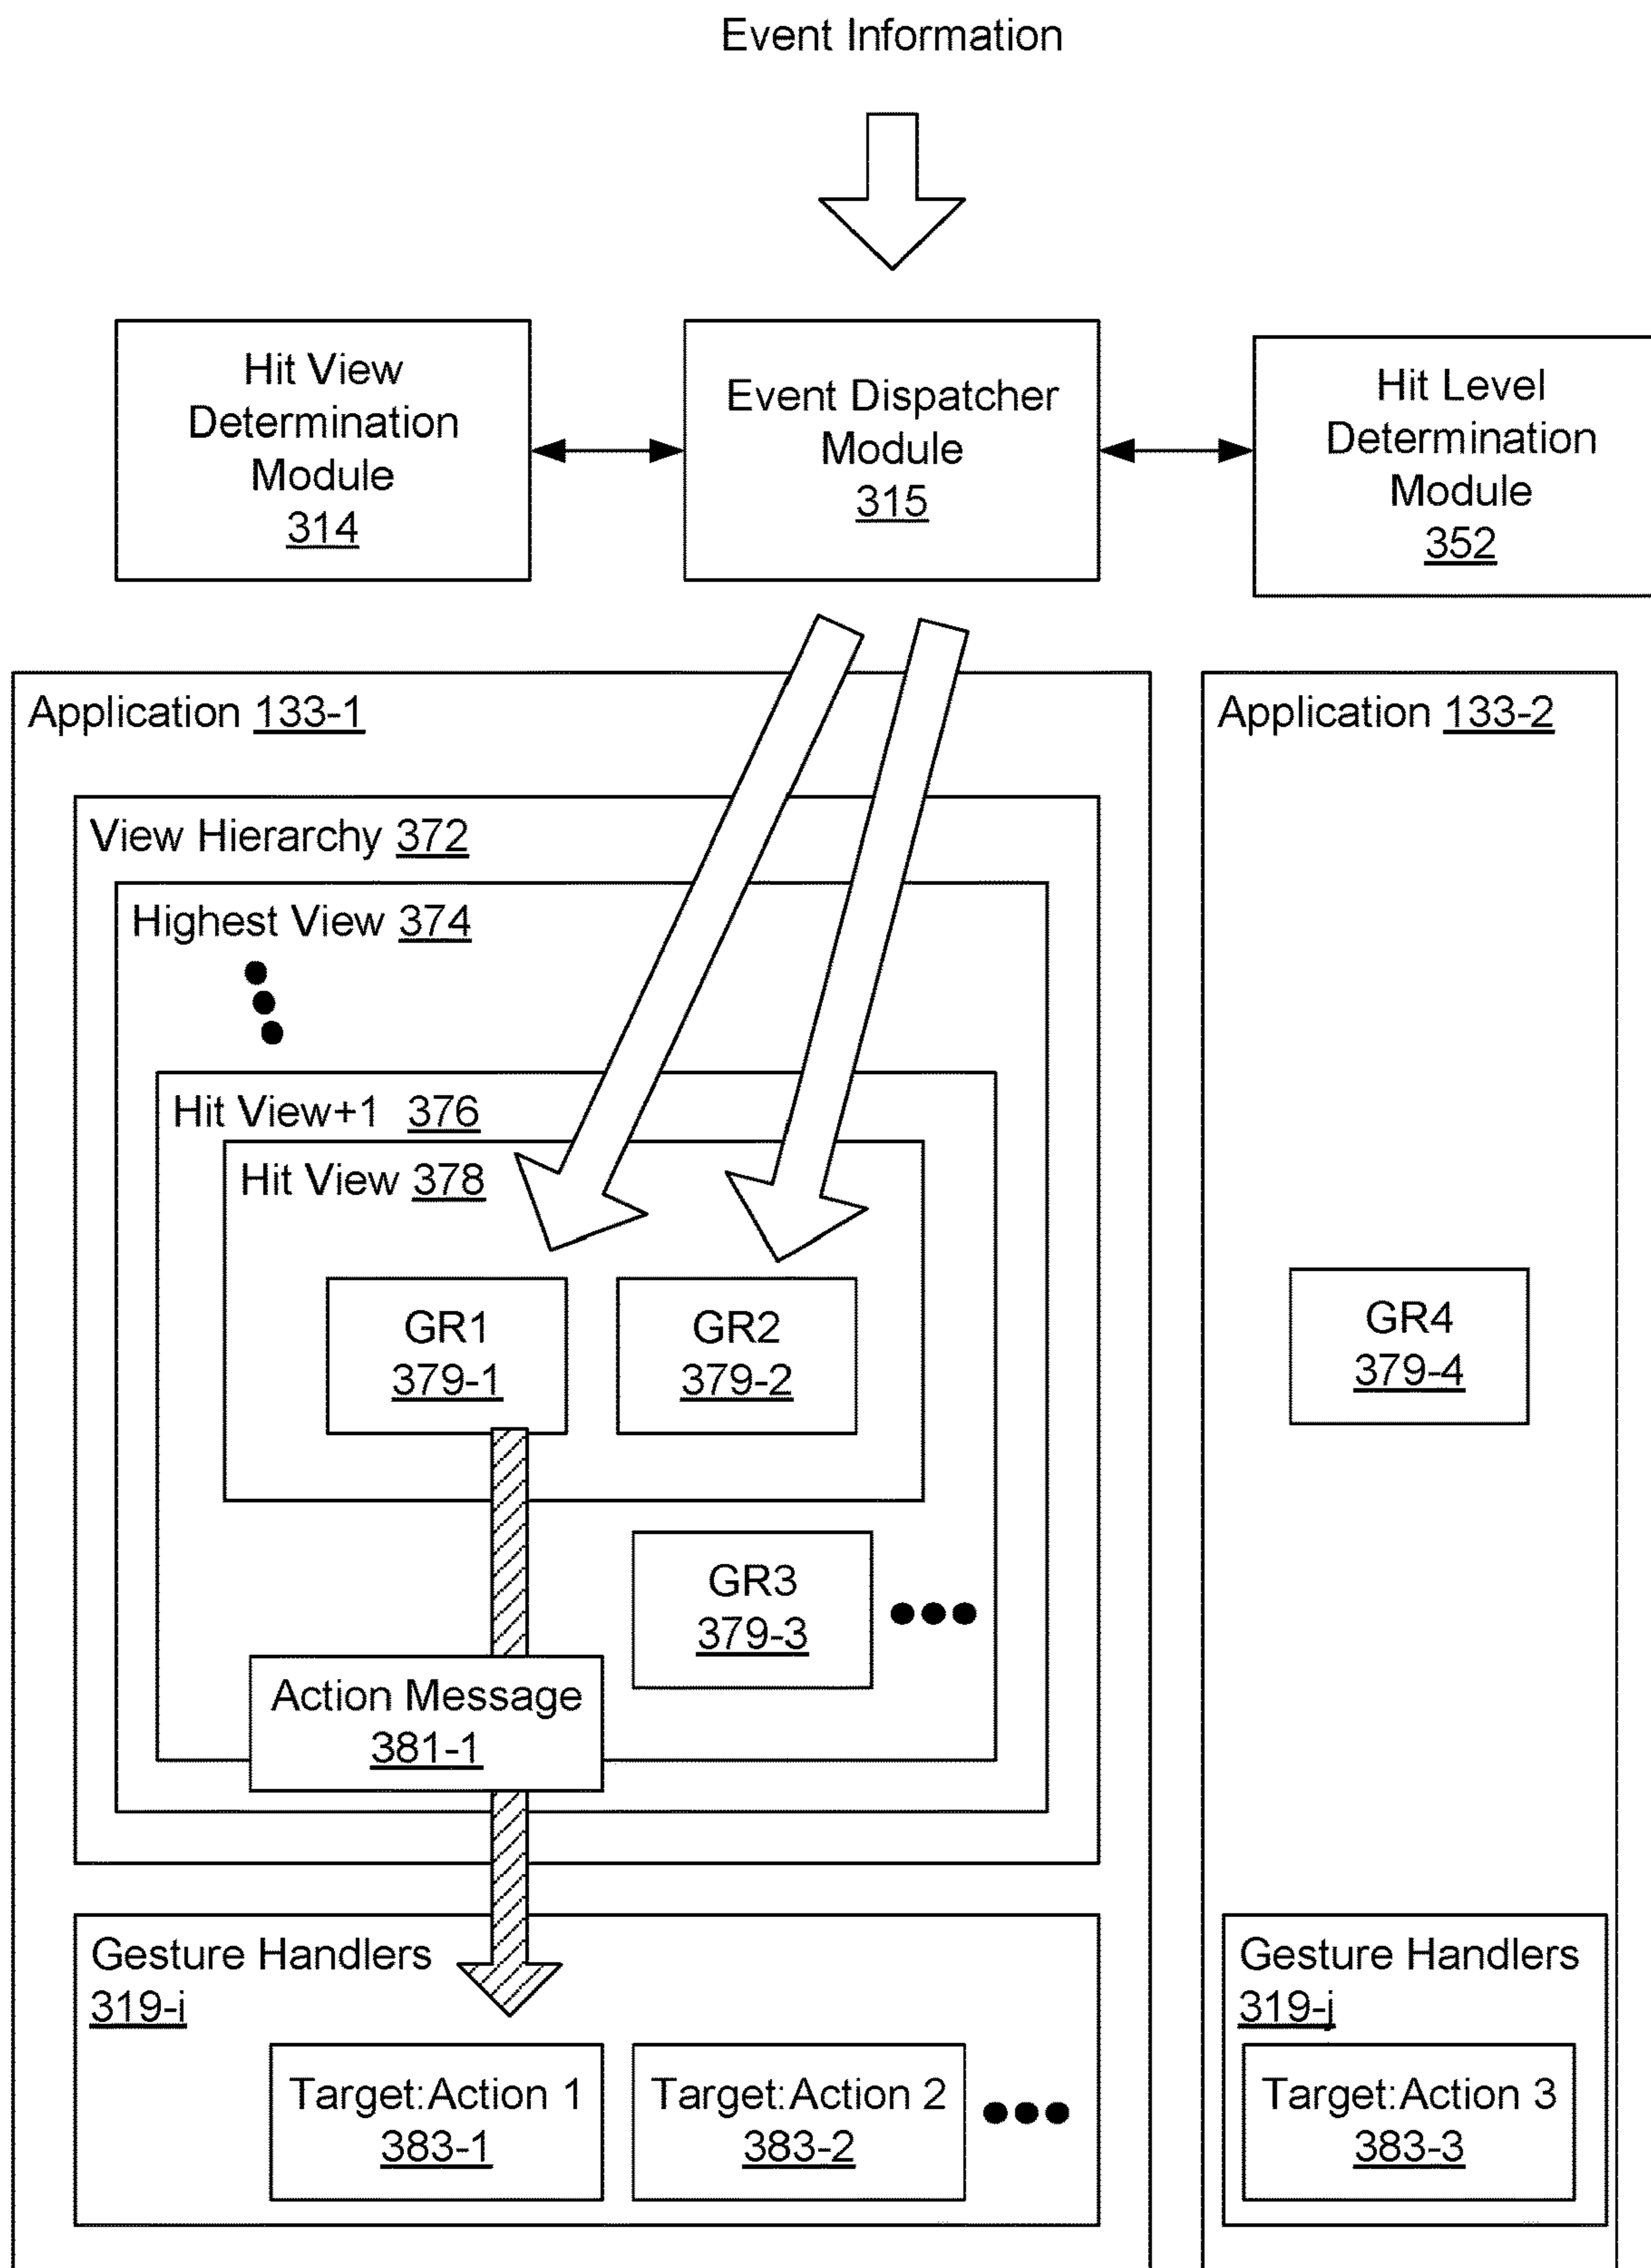 Event Information
Hit View
Determination
Module
314
Event Dispatcher
Module
315
Hit Level
Determination
Module
352
Application 133-1
View Hierarchy 372
Highest View 374
Hit View+1 376
Hit View 378
GR1
379-1
GR2
379-2
GR3
379-3
Action Message
381-1
Gesture Handlers
319-i
Target:Action 1
383-1
Target:Action 2
383-2
Application 133-2
GR4
379-4
Gesture Handlers
319-j
Target:Action 3
383-3